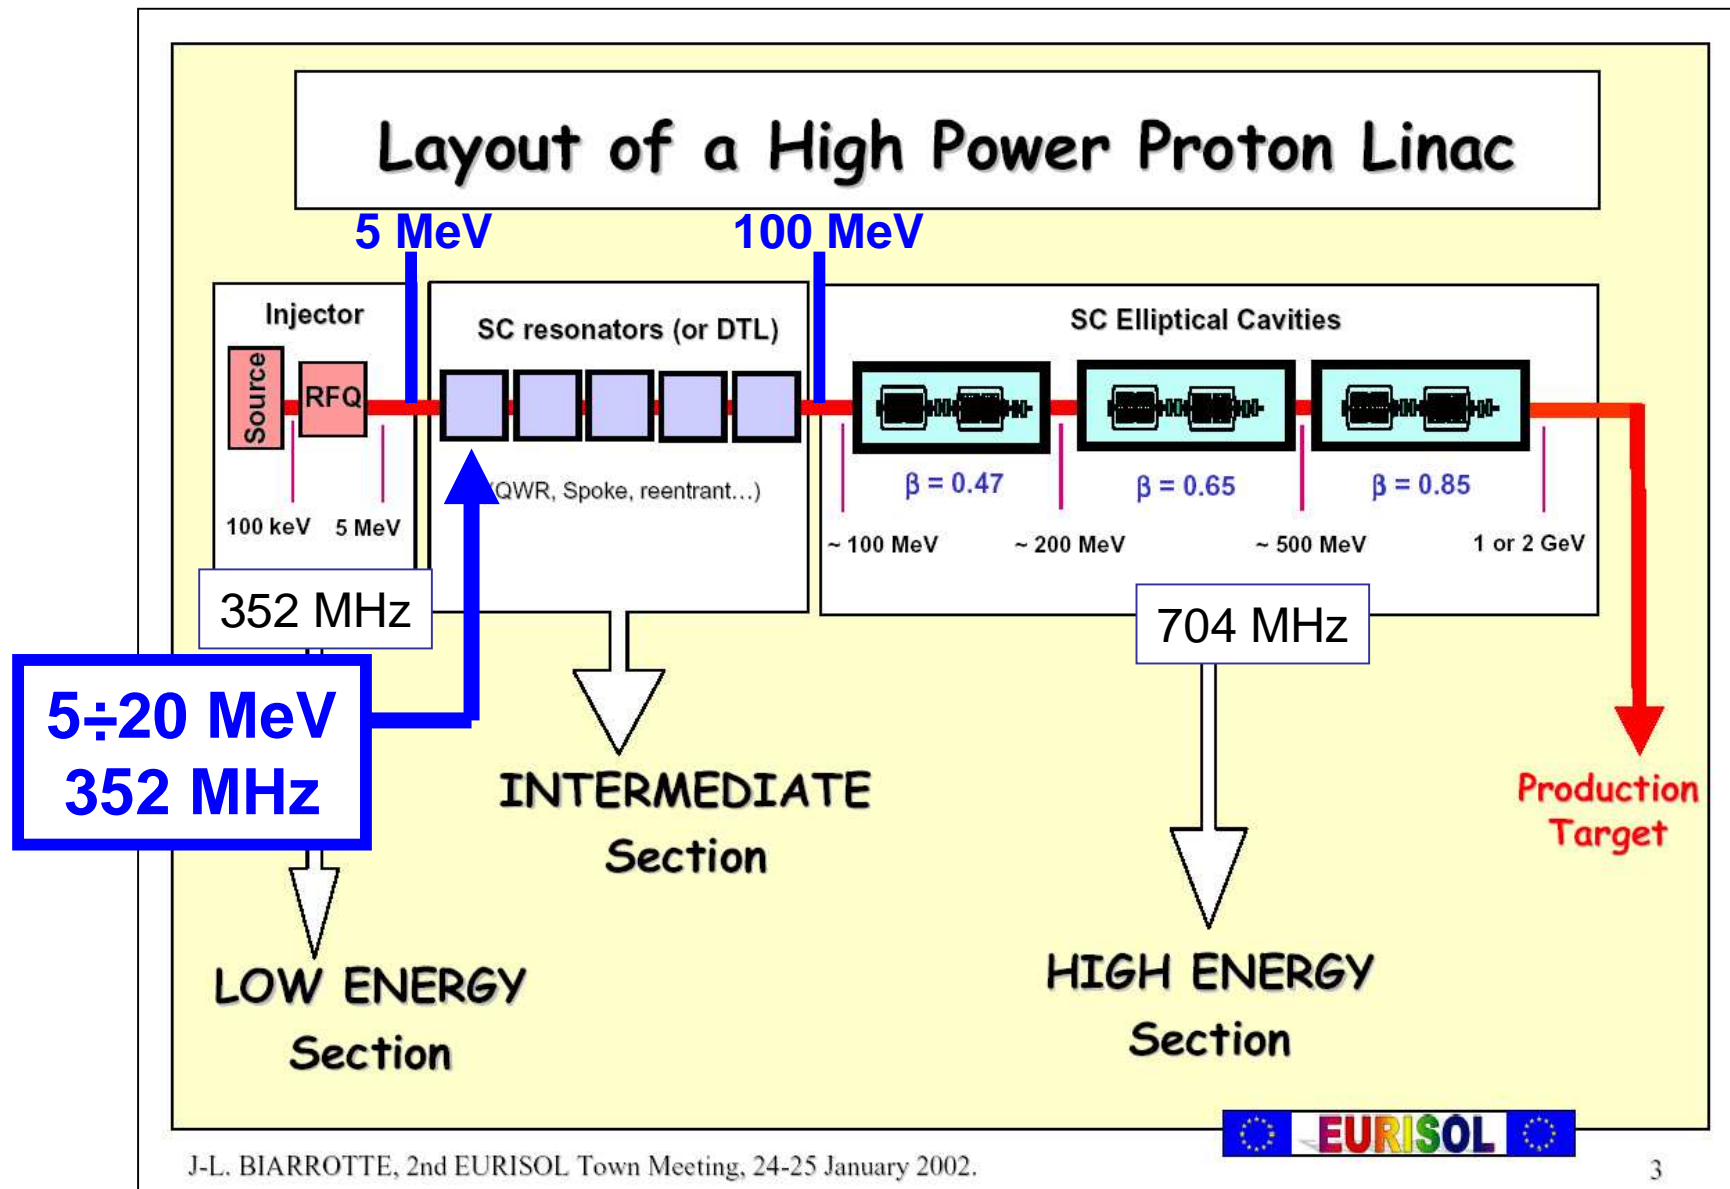 Layout of a High Power Proton Linac
5 MeV
100 MeV
Injector
Source
RFQ
100 keV
5 MeV
352 MHz
SC resonators (or DTL)
(QWR, Spoke, reentrant...)
SC Elliptical Cavities
β = 0.47
β = 0.65
β = 0.85
~ 100 MeV
~ 200 MeV
~ 500 MeV
1 or 2 GeV
704 MHz
5÷20 MeV
352 MHz
INTERMEDIATE
Section
Production
Target
LOW ENERGY
Section
HIGH ENERGY
Section
EURISOL
J-L. BIARROTTE, 2nd EURISOL Town Meeting, 24-25 January 2002.
3